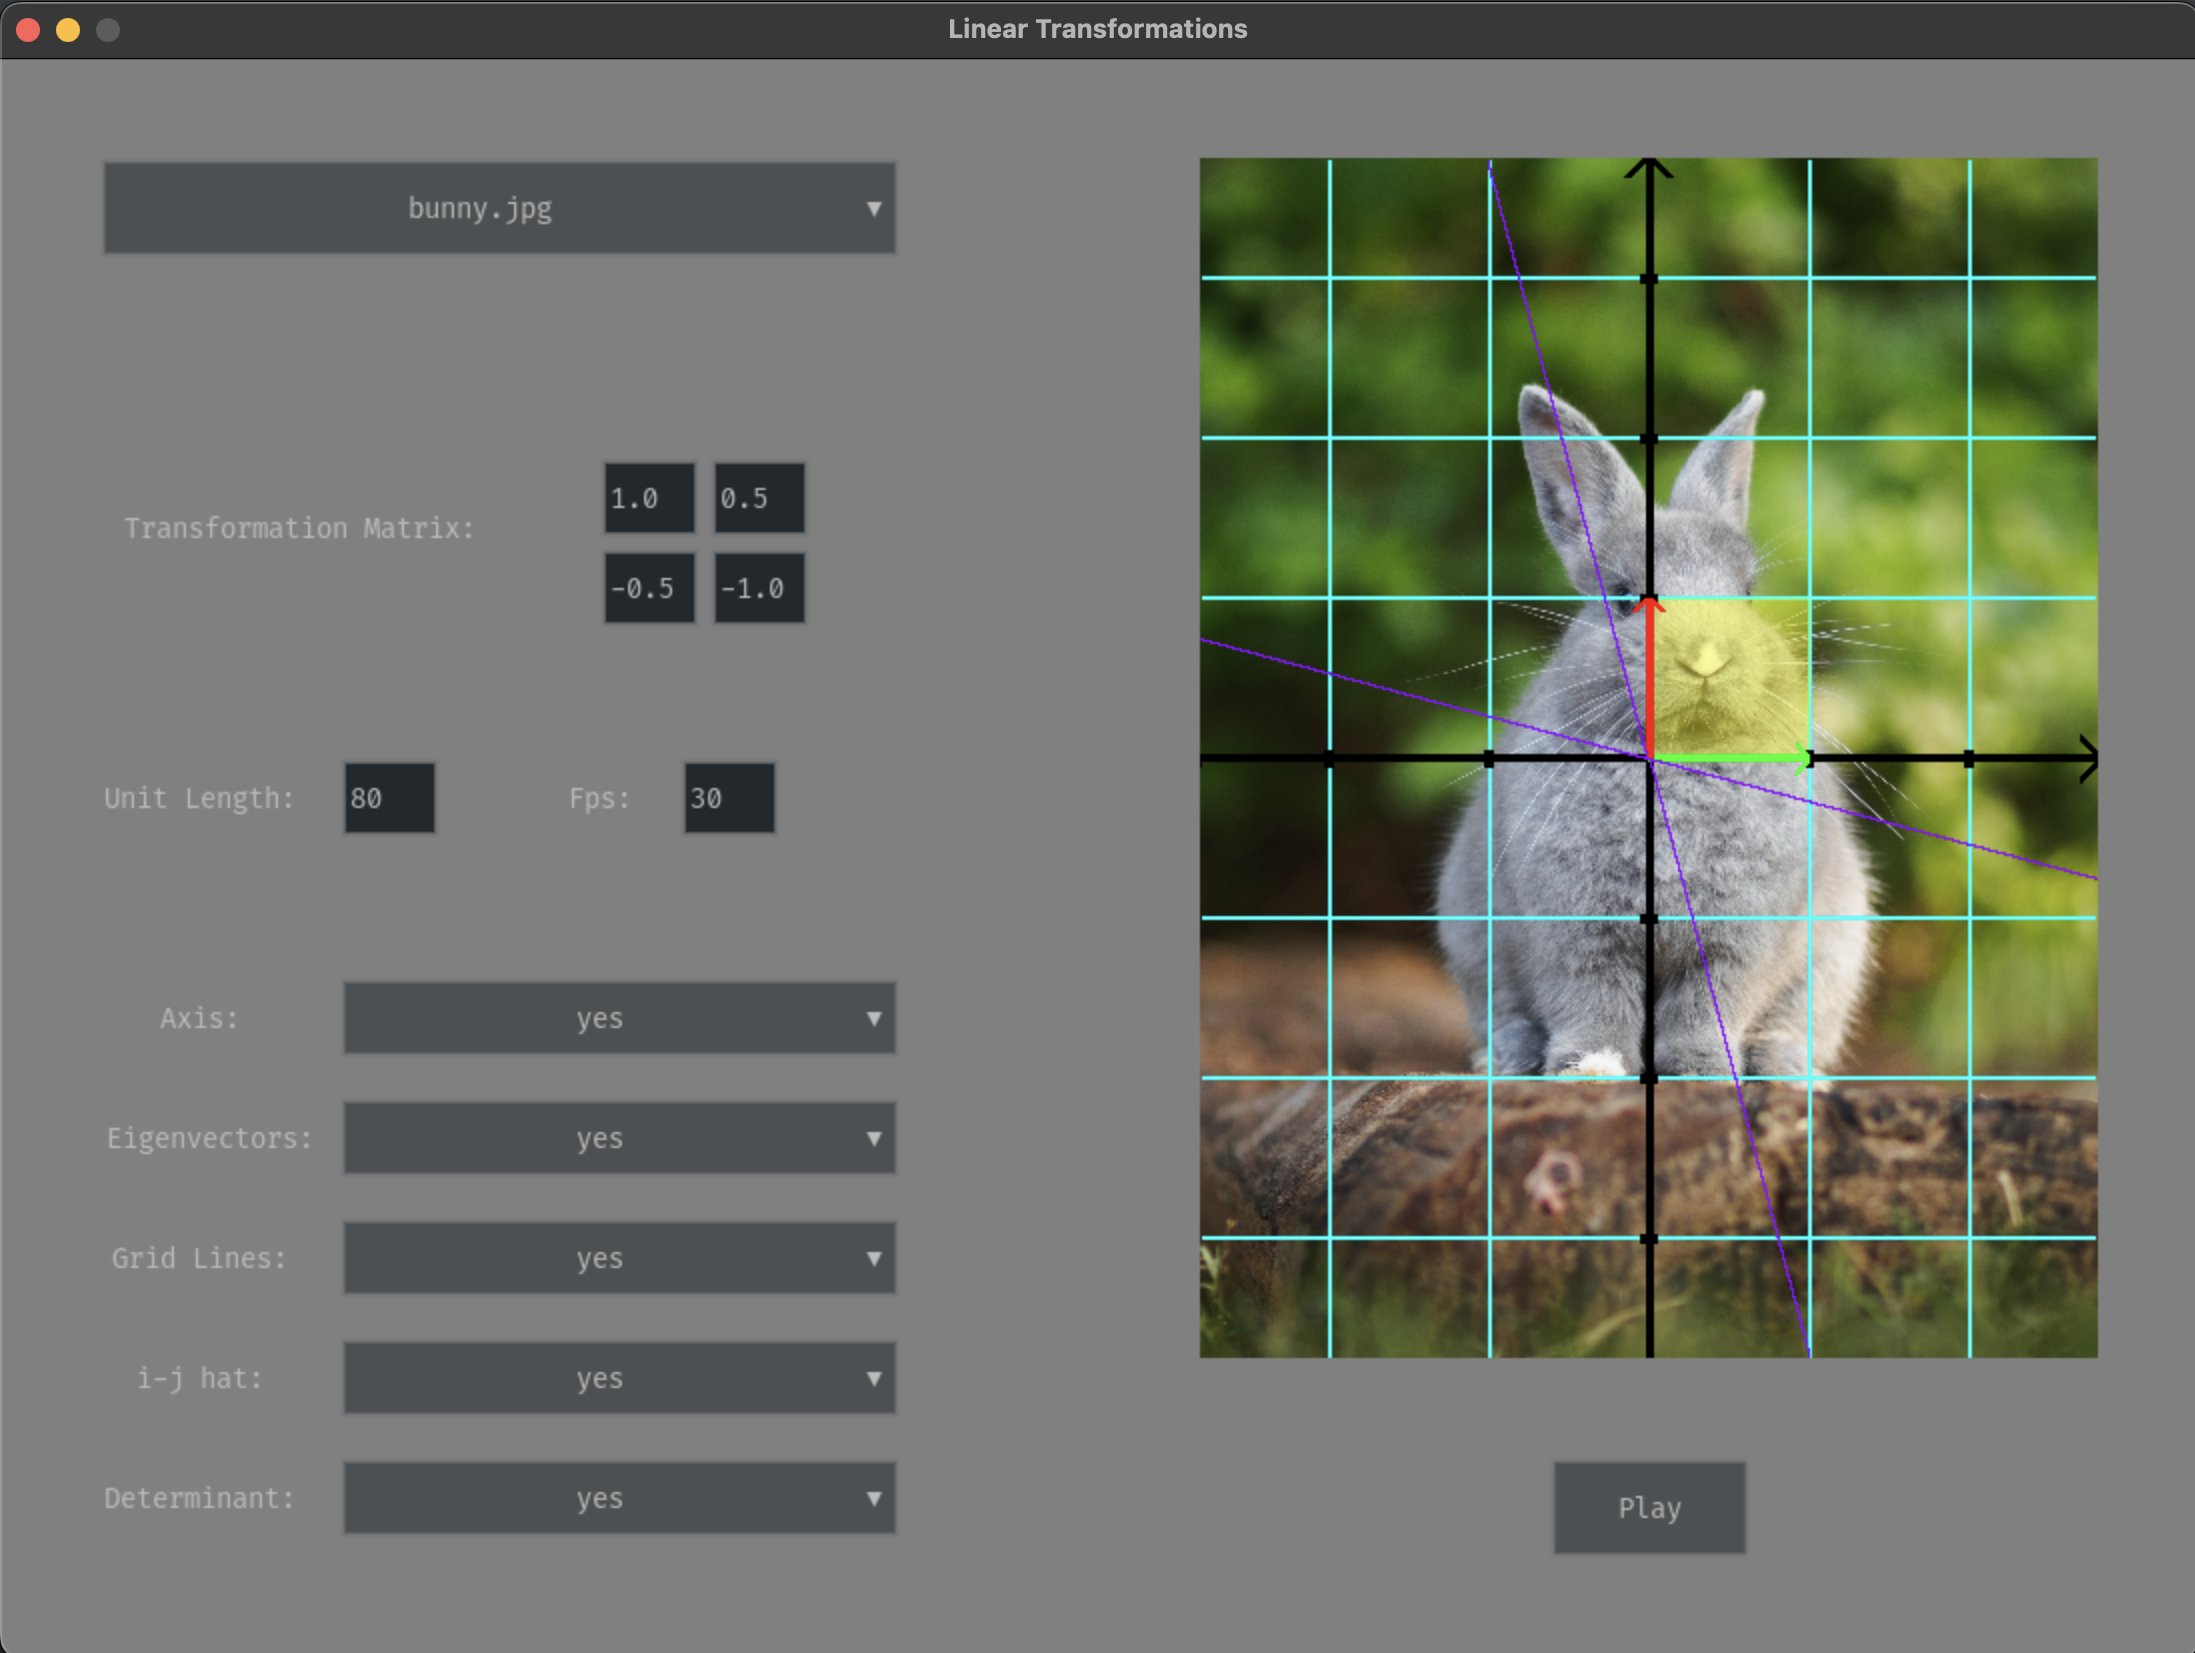 Linear Transformations
bunny.jpg ▼
Transformation Matrix:
1.0 0.5
-0.5 -1.0
Unit Length: 80 Fps: 30
Axis: yes ▼
Eigenvectors: yes ▼
Grid Lines: yes ▼
i-j hat: yes ▼
Determinant: yes ▼
Play